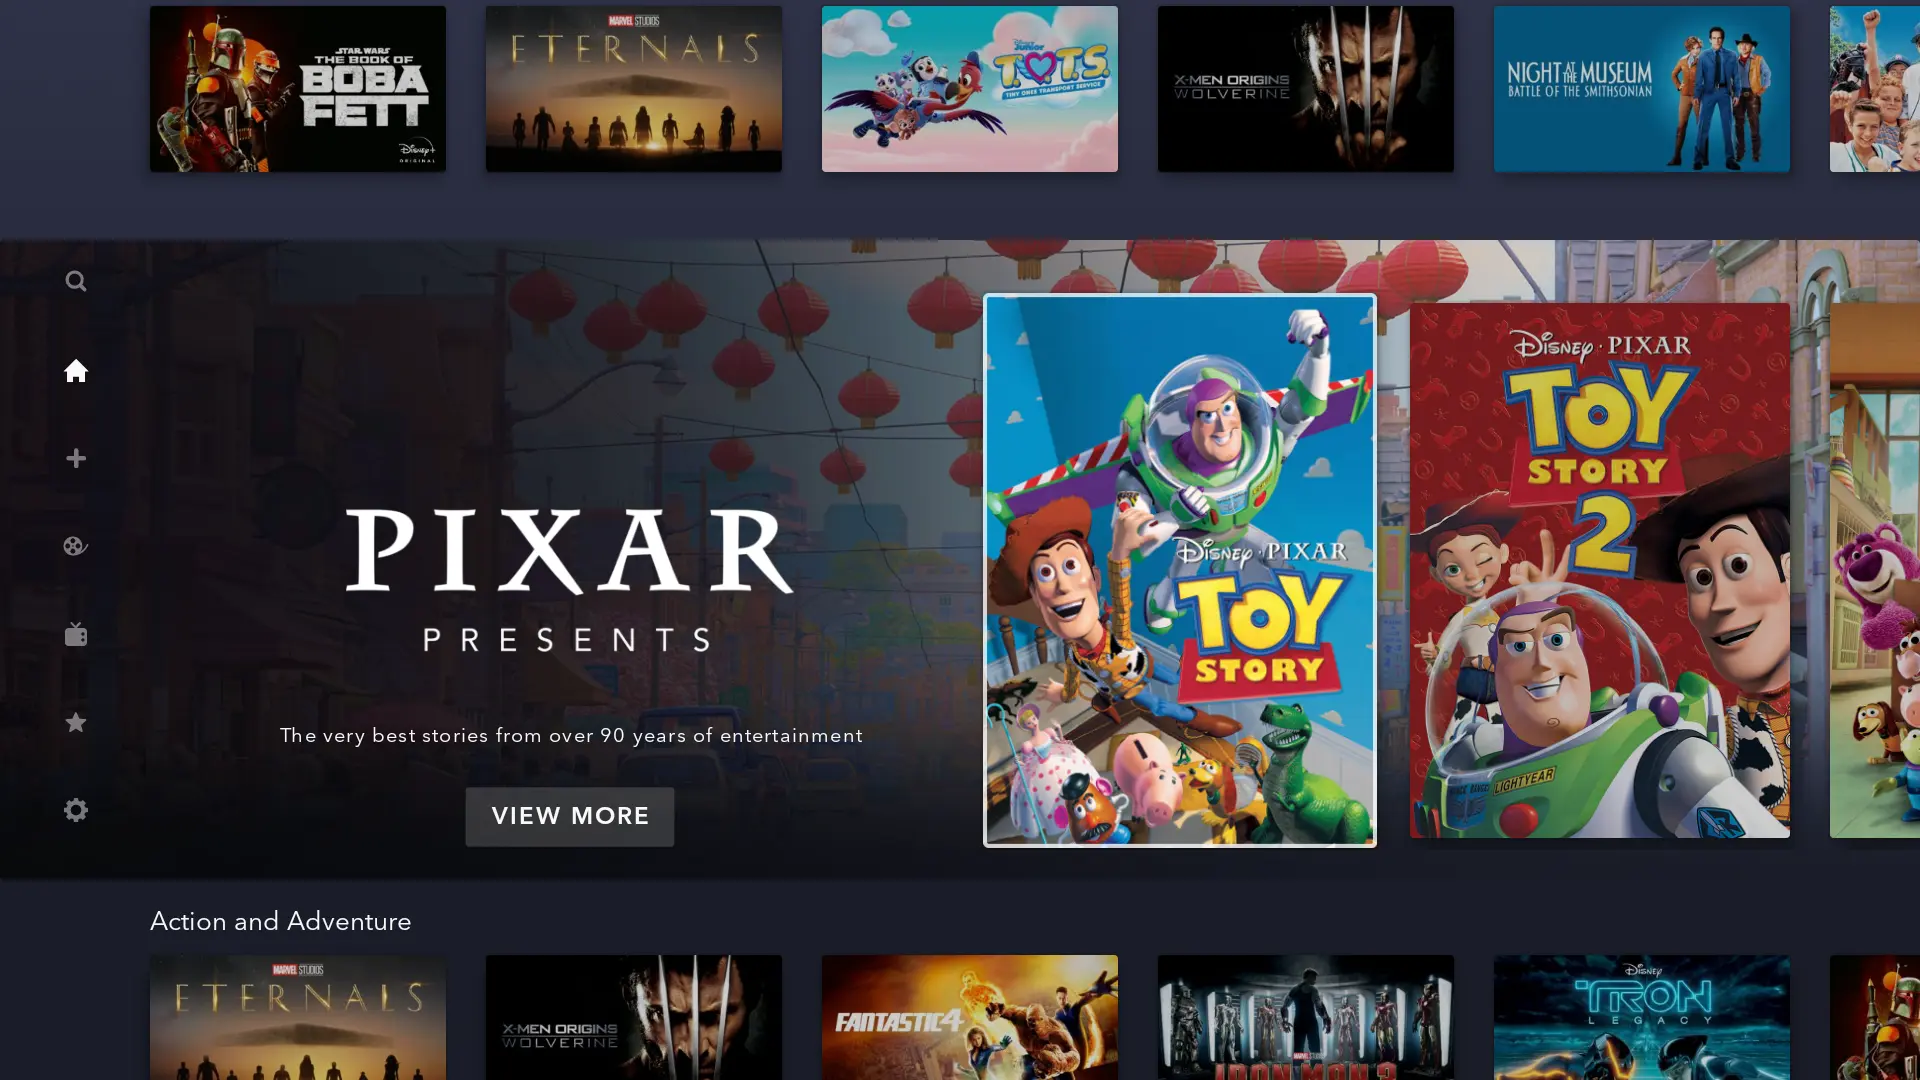 STAR WARS
THE BOOK OF
BOBA
FETT
Disney+
ORIGINAL
MARVEL STUDIOS
ETERNALS
Disney
JUNIOR
T.O.T.S.
TINY ONES TRANSPORT SERVICE
X-MEN ORIGINS
WOLVERINE
NIGHT AT THE MUSEUM
BATTLE OF THE SMITHSONIAN
PIXAR
PRESENTS
The very best stories from over 90 years of entertainment
VIEW MORE
Disney · PIXAR
TOY
STORY
Disney · PIXAR
TOY
STORY
2
SPACE RANGER
LIGHTYEAR
Action and Adventure
MARVEL STUDIOS
ETERNALS
X-MEN ORIGINS
WOLVERINE
FANTASTIC 4
MARVEL STUDIOS
IRON MAN 3
Disney
TRON
LEGACY